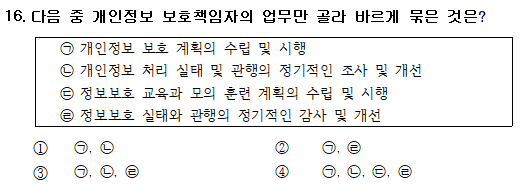 16. 다음 중 개인정보 보호책임자의 업무만 골라 바르게 묶은 것은?
㉠ 개인정보 보호 계획의 수립 및 시행
㉡ 개인정보 처리 실태 및 관행의 정기적인 조사 및 개선
㉢ 정보보호 교육과 모의 훈련 계획의 수립 및 시행
㉣ 정보보호 실태와 관행의 정기적인 감사 및 개선
① ㉠, ㉡ ② ㉠, ㉣
③ ㉠, ㉡, ㉣ ④ ㉠, ㉡, ㉢, ㉣